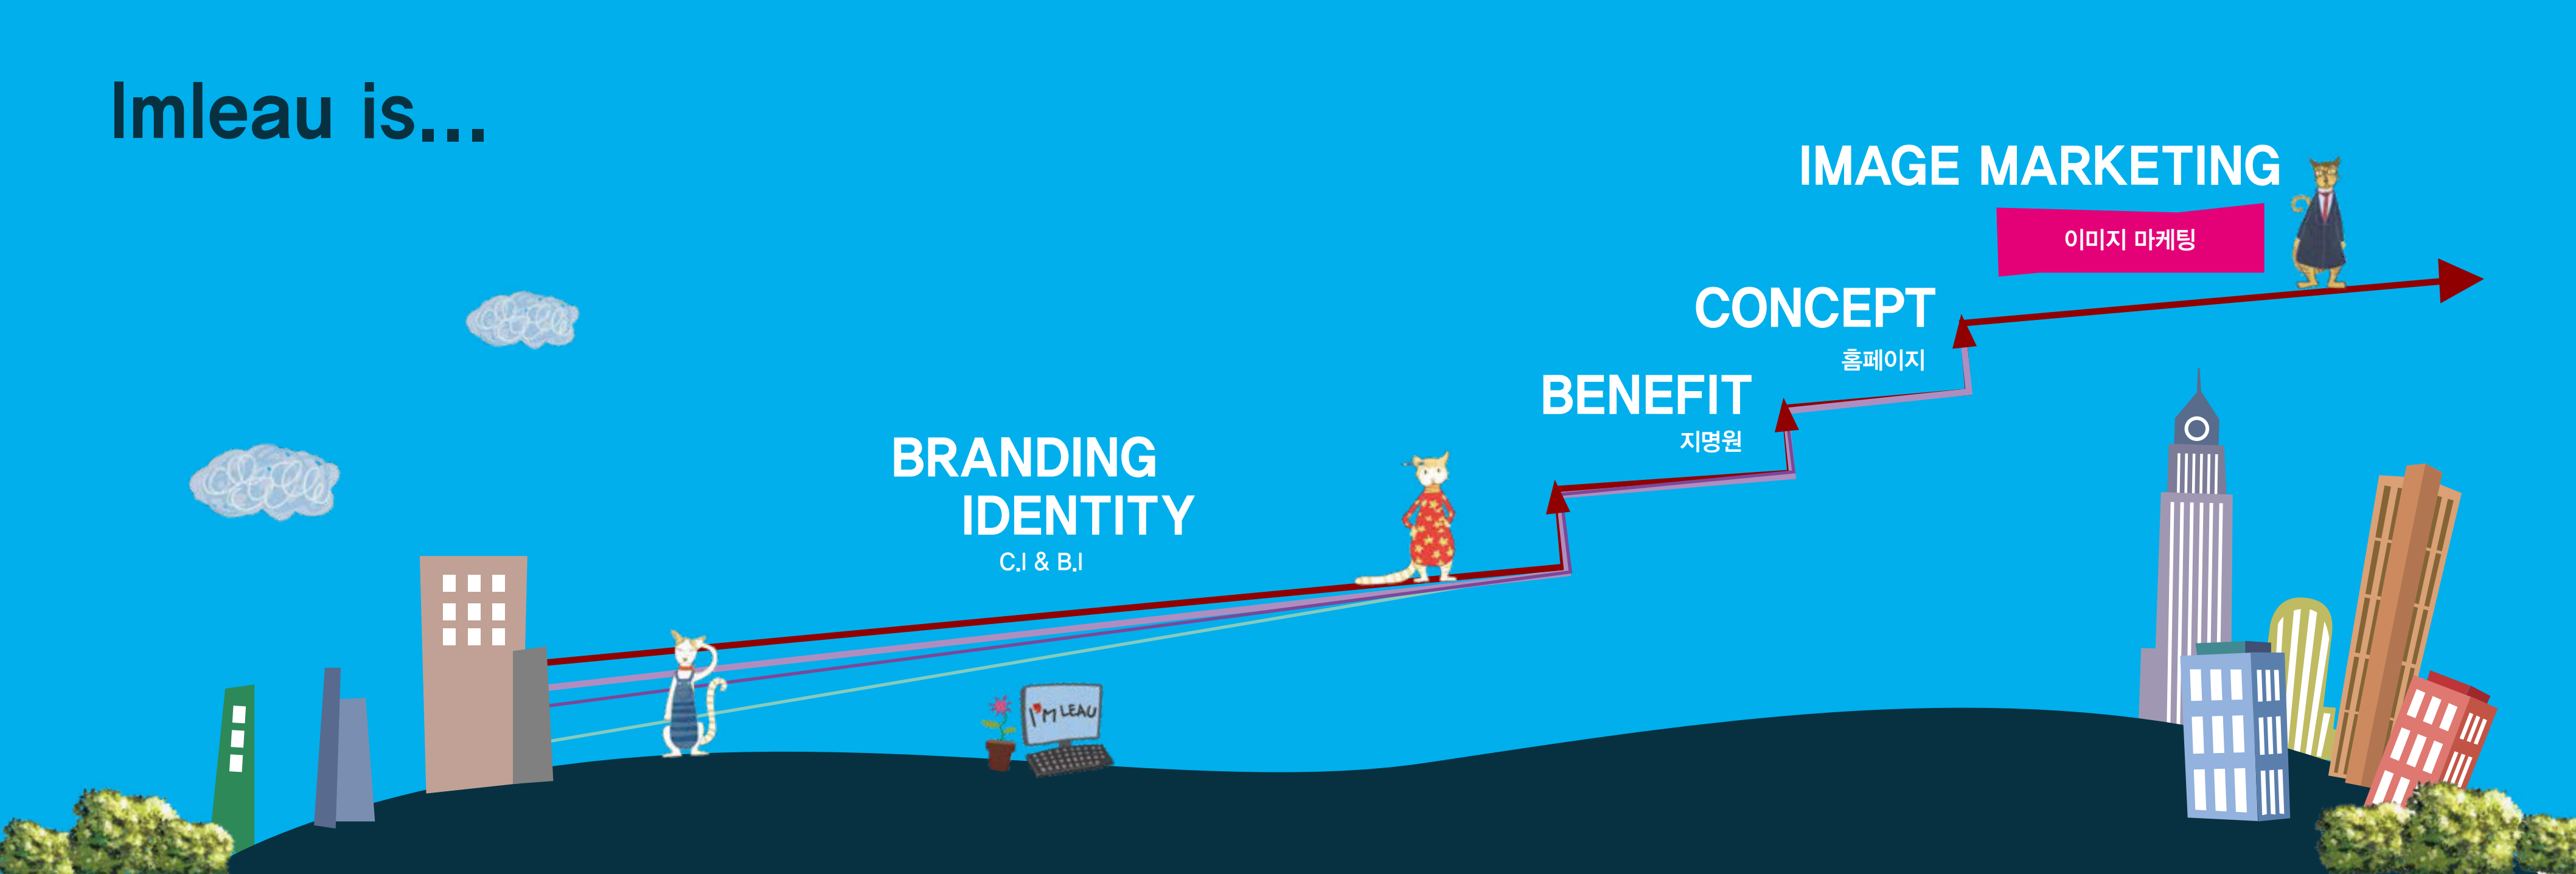 Imleau is...
IMAGE MARKETING
이미지 마케팅
CONCEPT
홈페이지
BENEFIT
지명원
BRANDING
IDENTITY
C.I & B.I
I'M LEAU